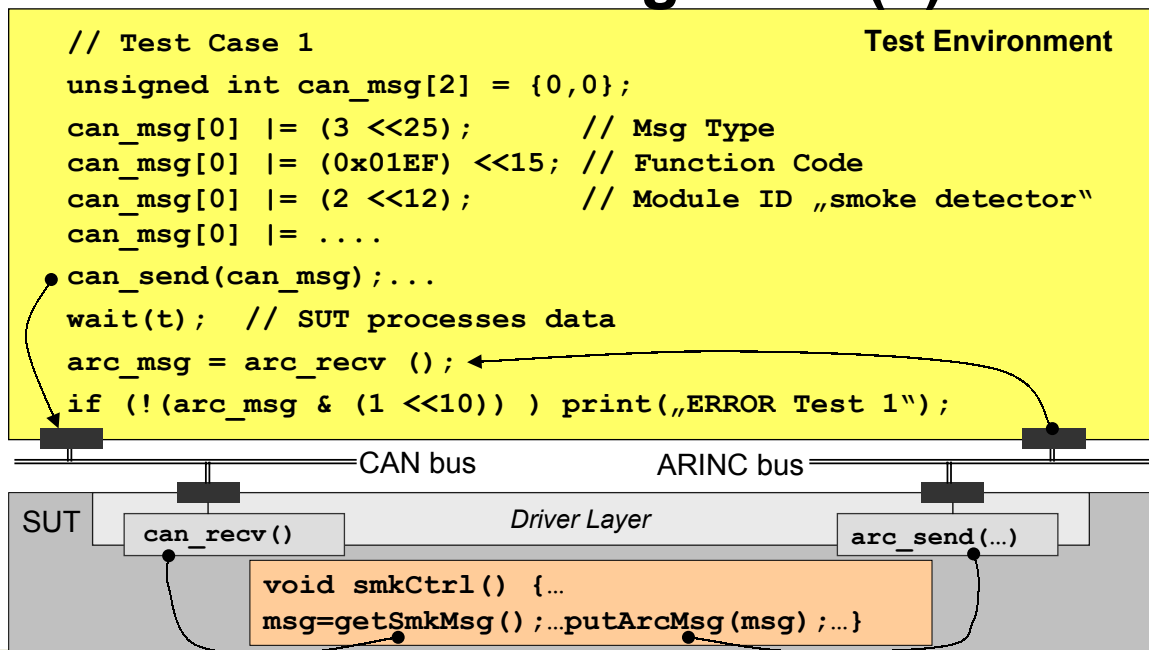 // Test Case 1
Test Environment
unsigned int can_msg[2] = {0,0};
can_msg[0] |= (3 <<25);       // Msg Type
can_msg[0] |= (0x01EF) <<15; // Function Code
can_msg[0] |= (2 <<12);       // Module ID „smoke detector“
can_msg[0] |= ....
can_send(can_msg);...
wait(t);  // SUT processes data
arc_msg = arc_recv ();
if (!(arc_msg & (1 <<10)) ) print(„ERROR Test 1“);
CAN bus
ARINC bus
SUT
Driver Layer
can_recv()
arc_send(…)
void smkCtrl() {…
msg=getSmkMsg();…putArcMsg(msg);…}